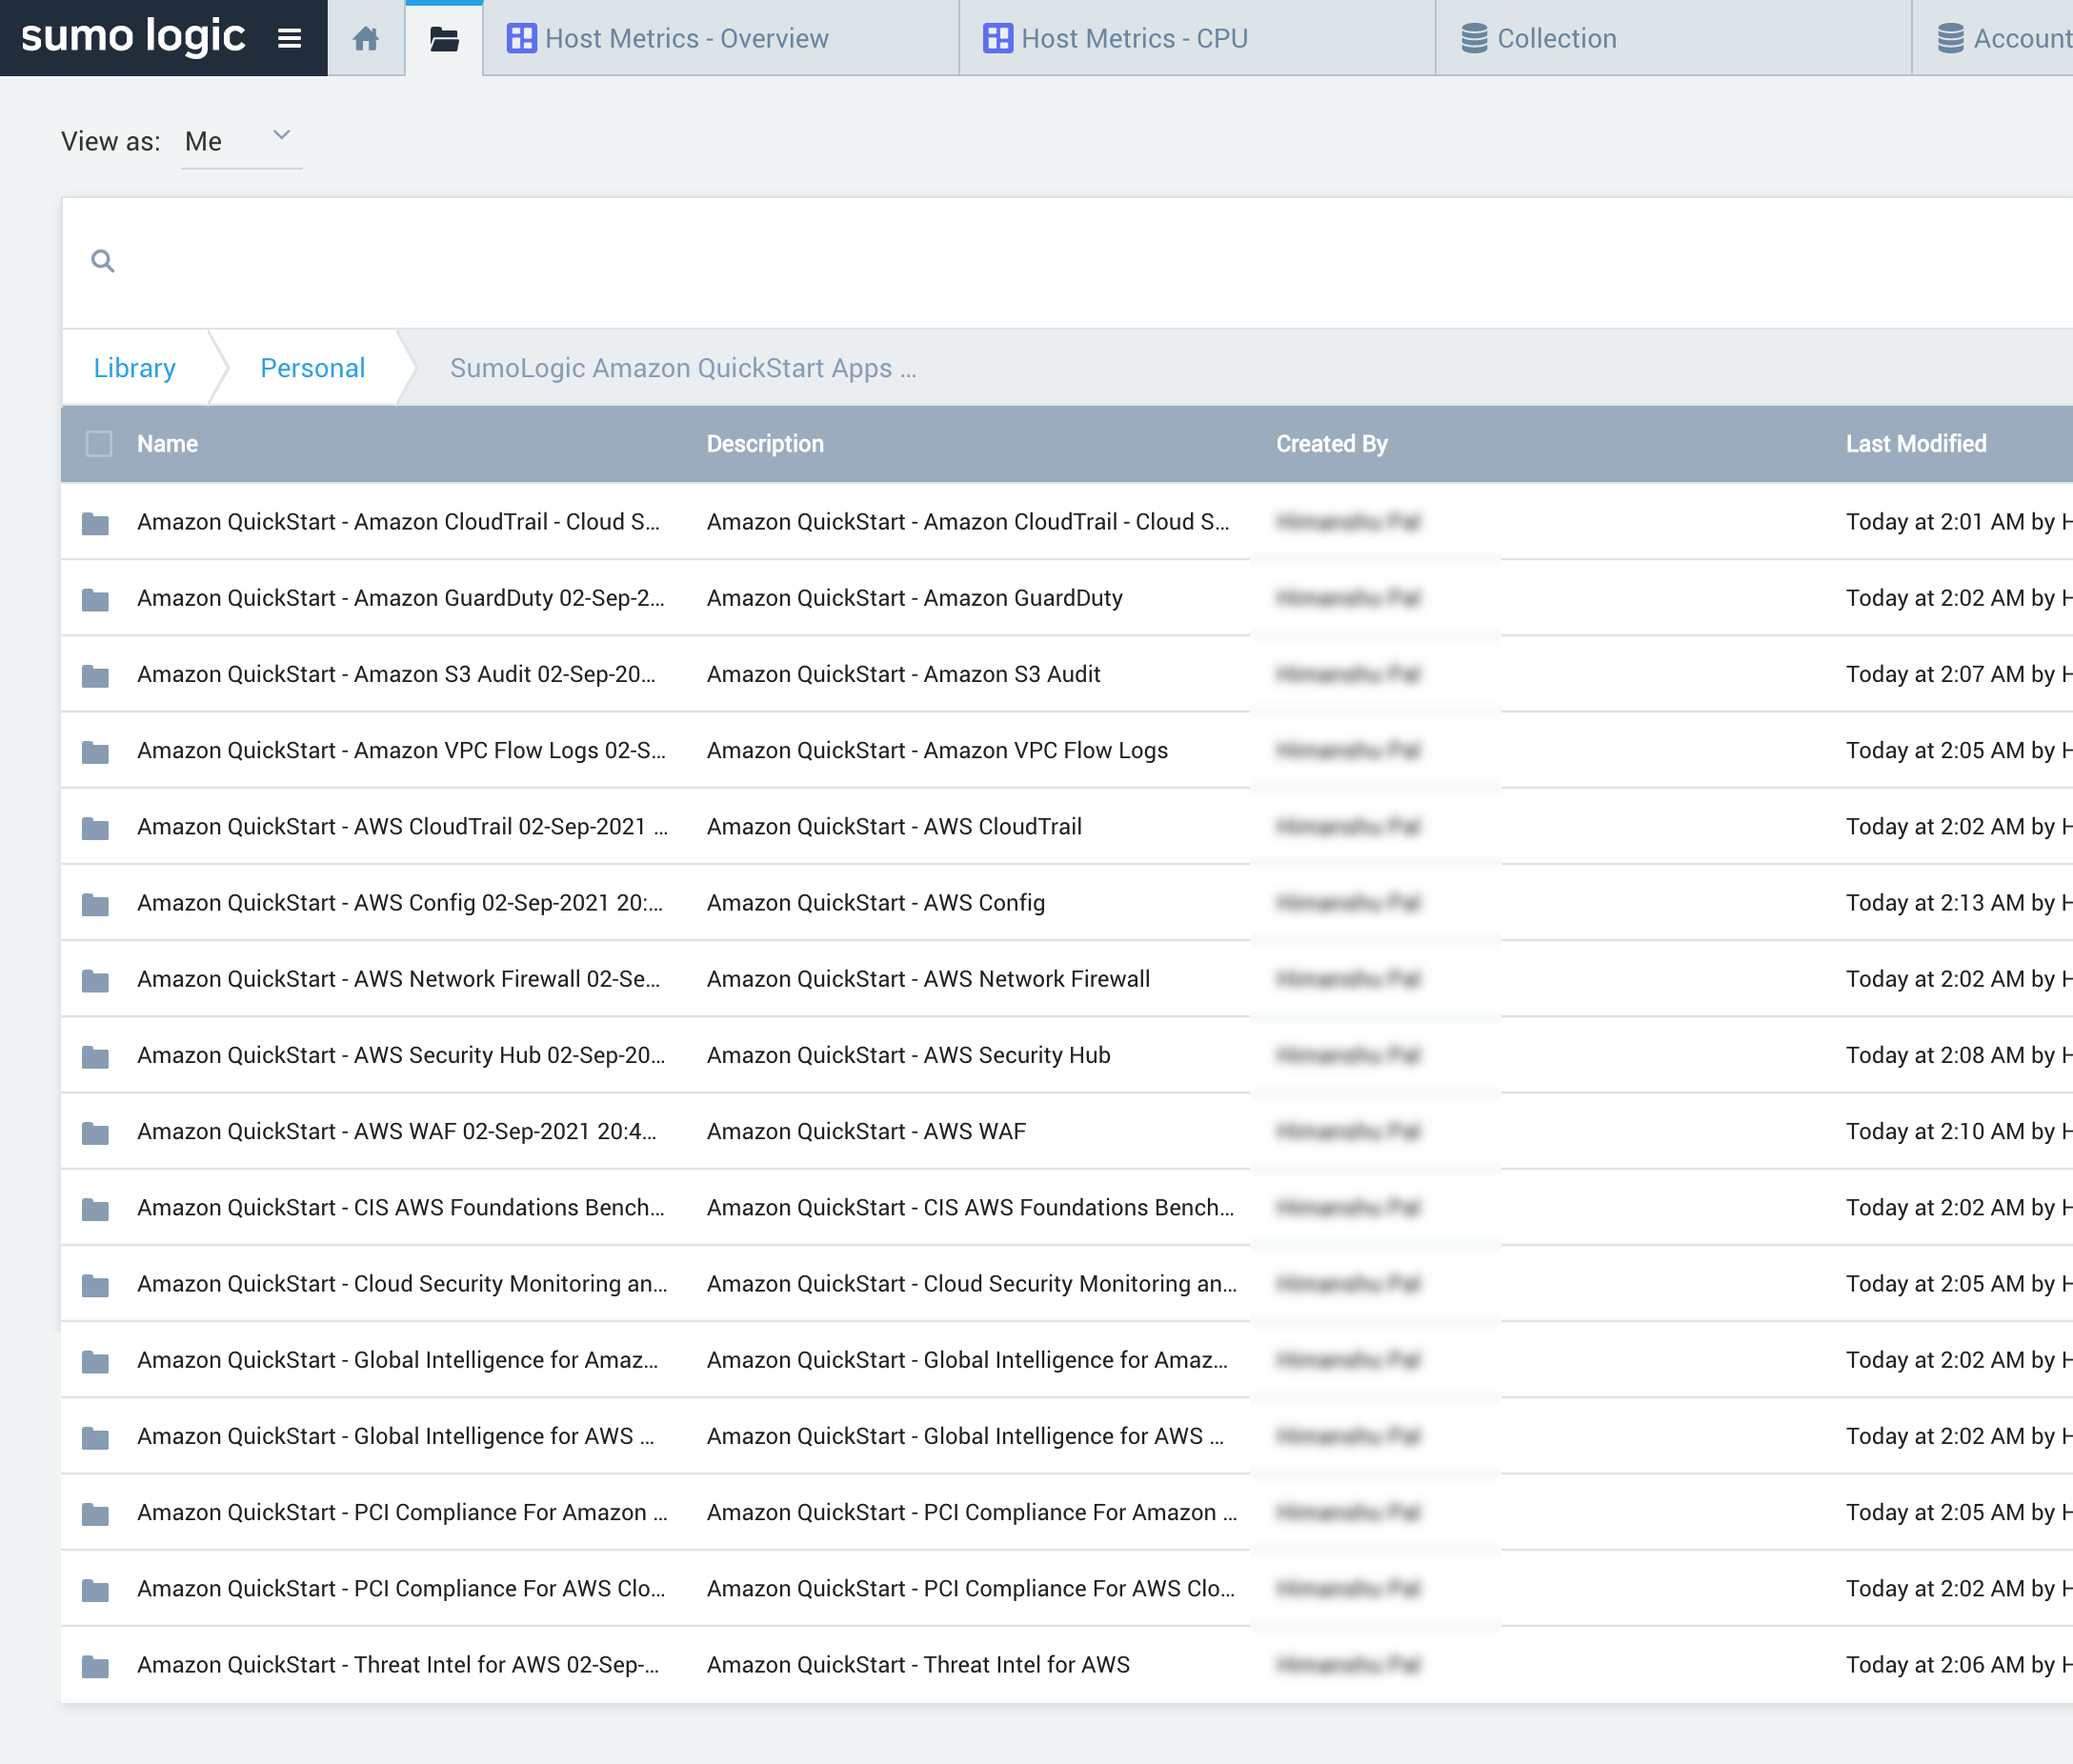 sumo logic
Host Metrics - Overview
Host Metrics - CPU
Collection
Account
View as: Me
Library
Personal
SumoLogic Amazon QuickStart Apps ...
Name Description Created By Last Modified
Amazon QuickStart - Amazon CloudTrail - Cloud S... Amazon QuickStart - Amazon CloudTrail - Cloud S... Today at 2:01 AM by H
Amazon QuickStart - Amazon GuardDuty 02-Sep-2... Amazon QuickStart - Amazon GuardDuty Today at 2:02 AM by H
Amazon QuickStart - Amazon S3 Audit 02-Sep-20... Amazon QuickStart - Amazon S3 Audit Today at 2:07 AM by H
Amazon QuickStart - Amazon VPC Flow Logs 02-S... Amazon QuickStart - Amazon VPC Flow Logs Today at 2:05 AM by H
Amazon QuickStart - AWS CloudTrail 02-Sep-2021 ... Amazon QuickStart - AWS CloudTrail Today at 2:02 AM by H
Amazon QuickStart - AWS Config 02-Sep-2021 20:... Amazon QuickStart - AWS Config Today at 2:13 AM by H
Amazon QuickStart - AWS Network Firewall 02-Se... Amazon QuickStart - AWS Network Firewall Today at 2:02 AM by H
Amazon QuickStart - AWS Security Hub 02-Sep-20... Amazon QuickStart - AWS Security Hub Today at 2:08 AM by H
Amazon QuickStart - AWS WAF 02-Sep-2021 20:4... Amazon QuickStart - AWS WAF Today at 2:10 AM by H
Amazon QuickStart - CIS AWS Foundations Bench... Amazon QuickStart - CIS AWS Foundations Bench... Today at 2:02 AM by H
Amazon QuickStart - Cloud Security Monitoring an... Amazon QuickStart - Cloud Security Monitoring an... Today at 2:05 AM by H
Amazon QuickStart - Global Intelligence for Amaz... Amazon QuickStart - Global Intelligence for Amaz... Today at 2:02 AM by H
Amazon QuickStart - Global Intelligence for AWS ... Amazon QuickStart - Global Intelligence for AWS ... Today at 2:02 AM by H
Amazon QuickStart - PCI Compliance For Amazon ... Amazon QuickStart - PCI Compliance For Amazon ... Today at 2:05 AM by H
Amazon QuickStart - PCI Compliance For AWS Clo... Amazon QuickStart - PCI Compliance For AWS Clo... Today at 2:02 AM by H
Amazon QuickStart - Threat Intel for AWS 02-Sep-... Amazon QuickStart - Threat Intel for AWS Today at 2:06 AM by H